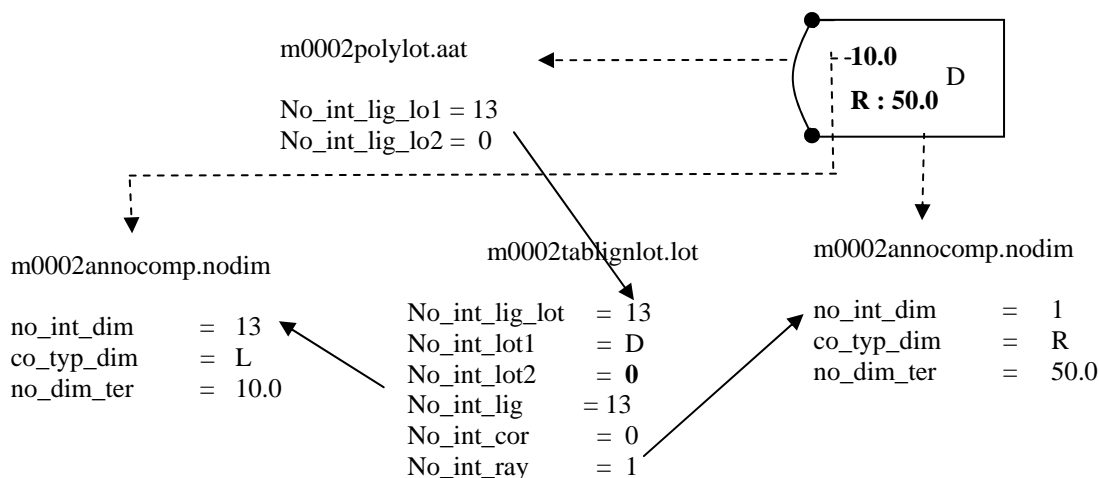 m0002polylot.aat
No_int_lig_lo1 = 13
No_int_lig_lo2 = 0
10.0
D
R : 50.0
m0002annocomp.nodim
no_int_dim = 13
co_typ_dim = L
no_dim_ter = 10.0
m0002tablignlot.lot
No_int_lig_lot = 13
No_int_lot1 = D
No_int_lot2 = 0
No_int_lig = 13
No_int_cor = 0
No_int_ray = 1
m0002annocomp.nodim
no_int_dim = 1
co_typ_dim = R
no_dim_ter = 50.0